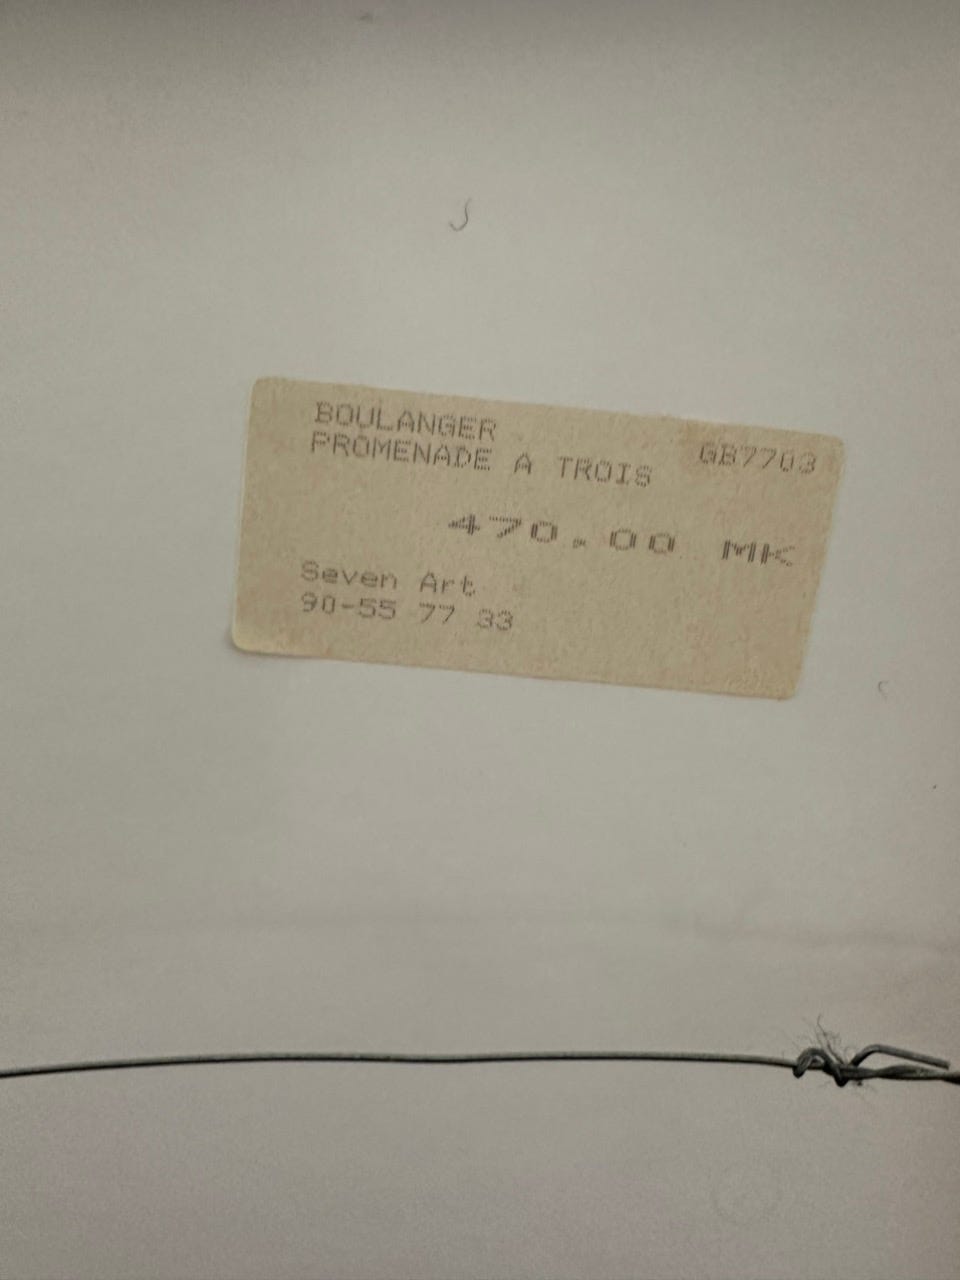 BOULANGER
PROMENADE A TROIS GB7703
470.00 MK
Seven Art
90-55 77 33